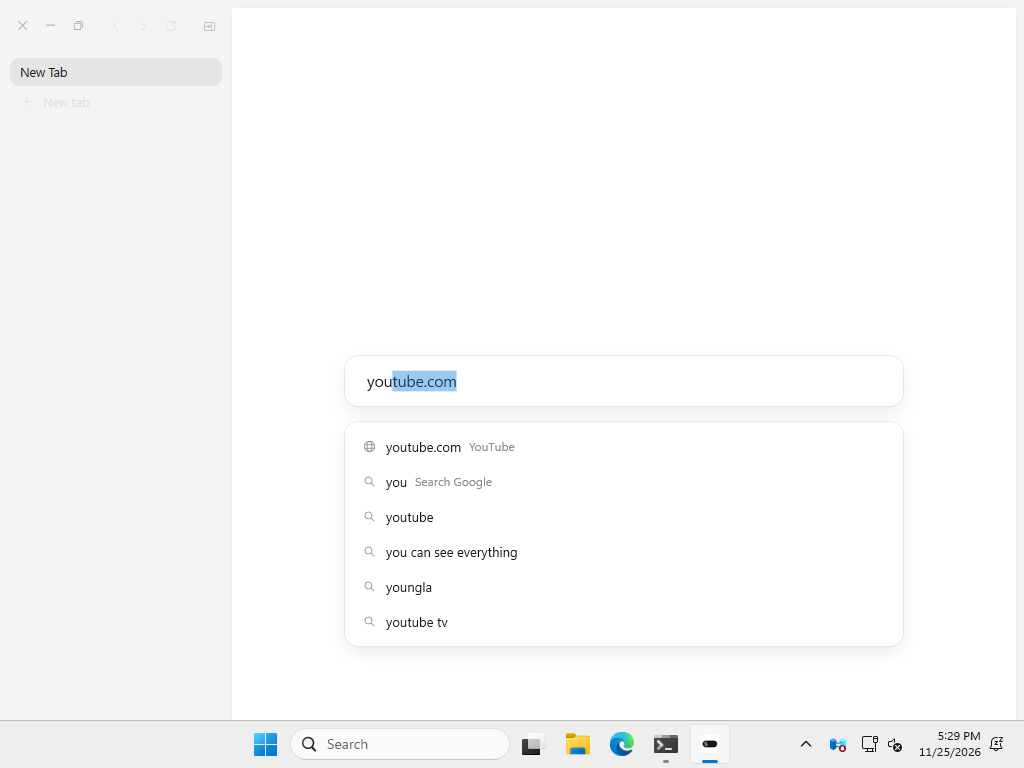 New Tab
+ New tab
youtube.com
youtube.com YouTube
you Search Google
youtube
you can see everything
youngla
youtube tv
Search
5:29 PM
11/25/2026